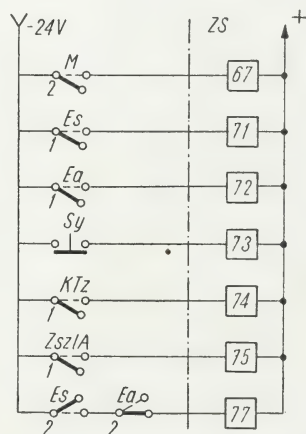 -24V ZS +
M
2 67
Es
1 71
Ea
1 72
Sy
73
KTz
1 74
Zsz/A
1 75
Es Ea
2 2 77